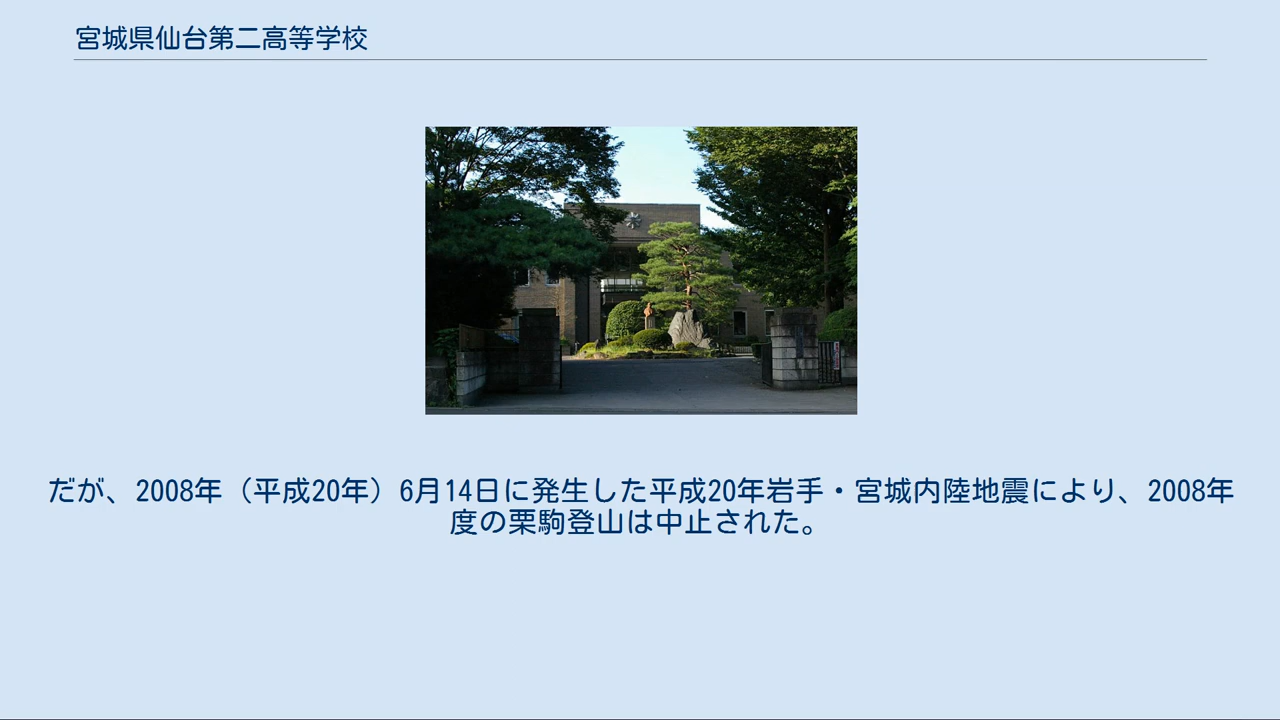 宮城県仙台第二高等学校
だが、2008年（平成20年）6月14日に発生した平成20年岩手・宮城内陸地震により、2008年
度の栗駒登山は中止された。